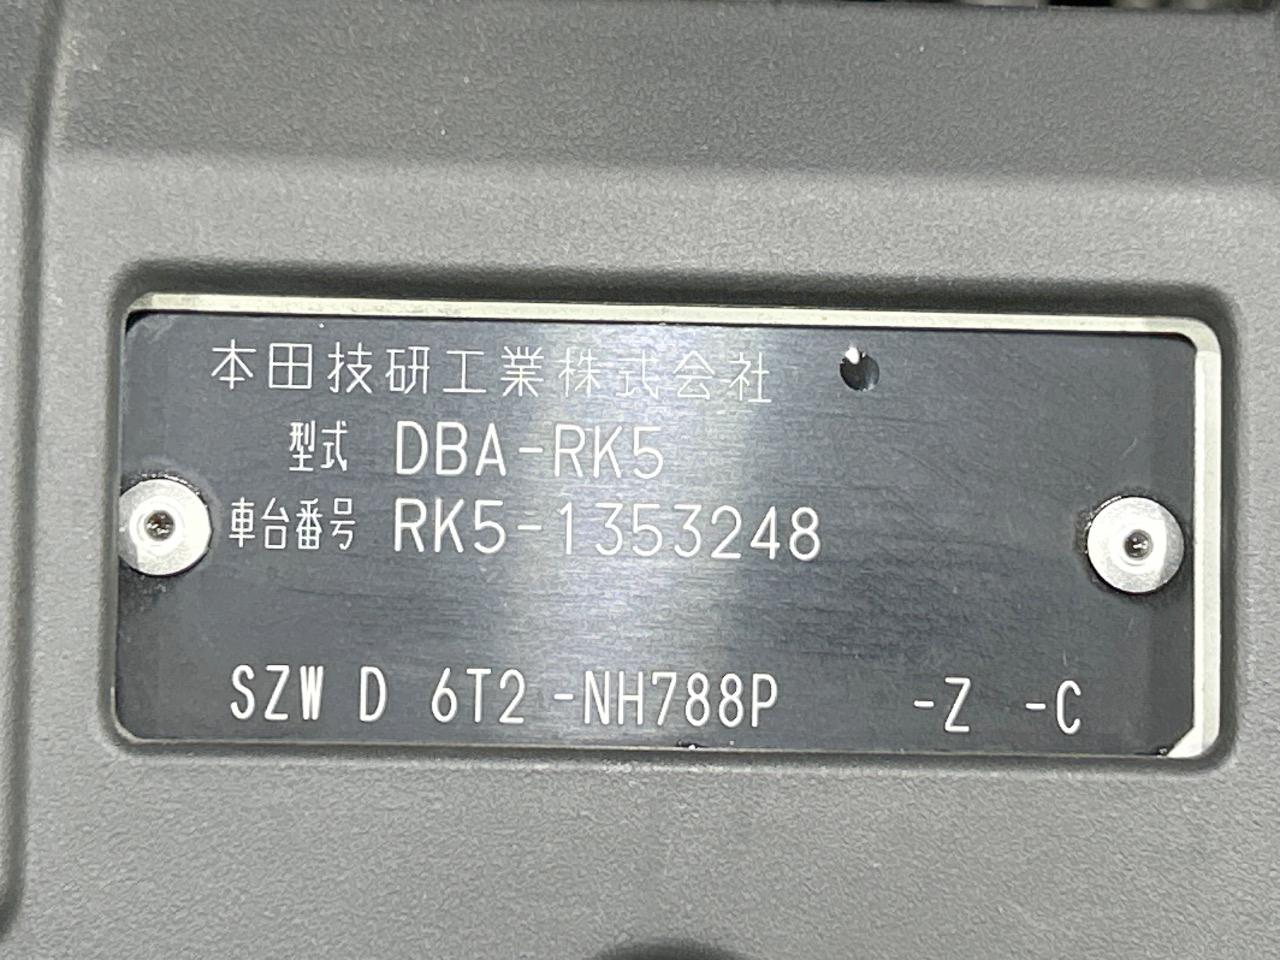 本田技研工業株式会社
型式 DBA-RK5
車台番号 RK5-1353248
SZW D 6T2 -NH788P -Z -C